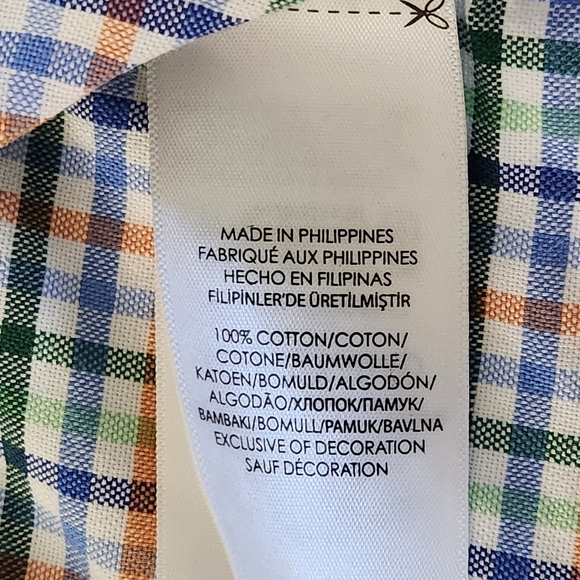 MADE IN PHILIPPINES
FABRIQUÉ AUX PHILIPPINES
HECHO EN FILIPINAS
FİLİPİNLER'DE ÜRETİLMİŞTİR
100% COTTON/COTON/
COTONE/BAUMWOLLE/
KATOEN/BOMULD/ALGODÓN/
ALGODÃO/ХЛОПОК/ПАМУК/
BAMBAKI/BOMULL/PAMUK/BAVLNA
EXCLUSIVE OF DECORATION
SAUF DÉCORATION